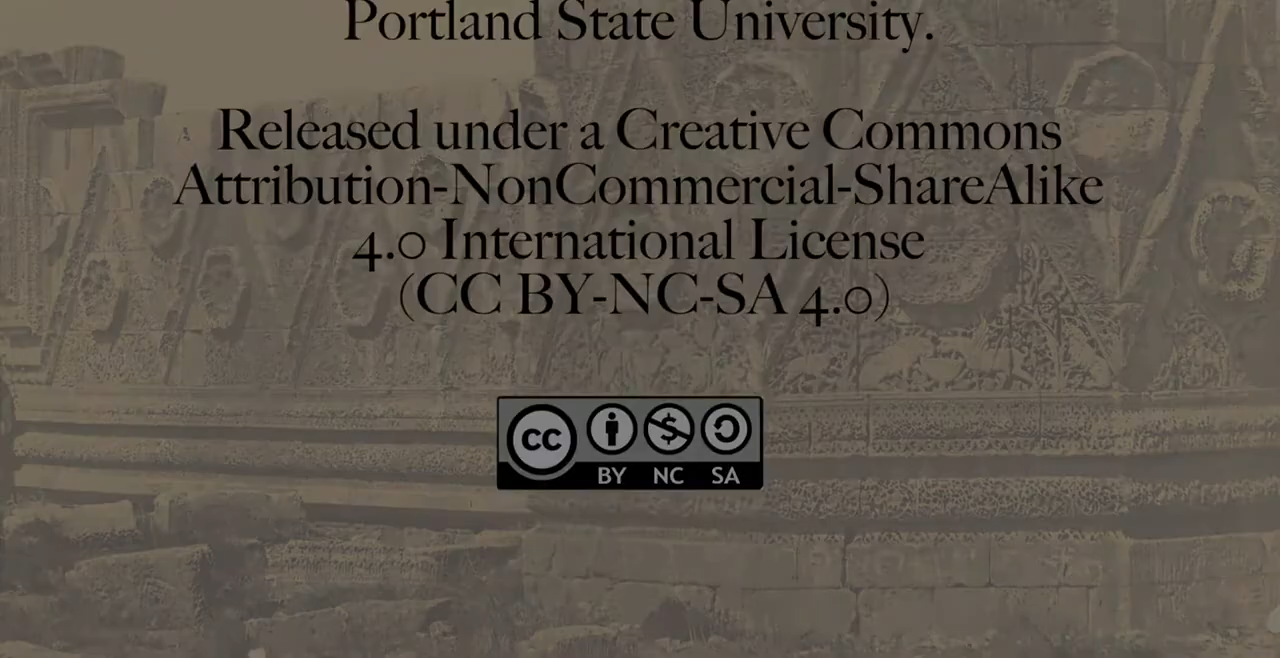 Portland State University.
Released under a Creative Commons
Attribution-NonCommercial-ShareAlike
4.0 International License
(CC BY-NC-SA 4.0)
cc
BY NC SA